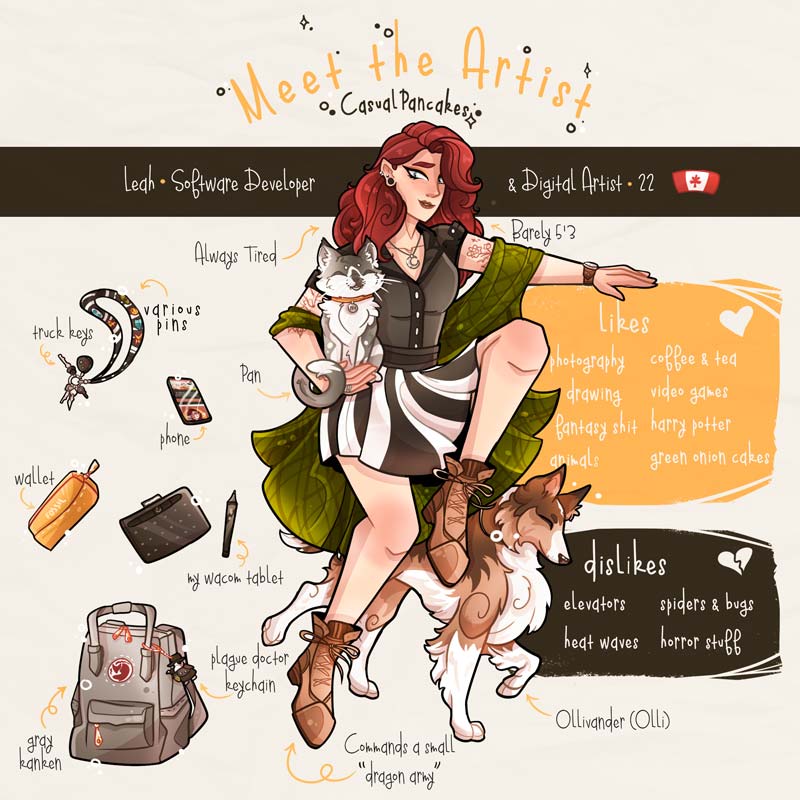 Meet the Artist
CasualPancakes
Leah • Software Developer
& Digital Artist • 22
Always Tired
Barely 5'3
various
pins
truck keys
Pan
phone
wallet
my wacom tablet
likes
photography
coffee & tea
drawing
video games
fantasy shit
harry potter
animals
green onion cakes
dislikes
elevators
spiders & bugs
heat waves
horror stuff
plague doctor
keychain
gray
kanken
Commands a small
"dragon army"
Ollivander (Olli)